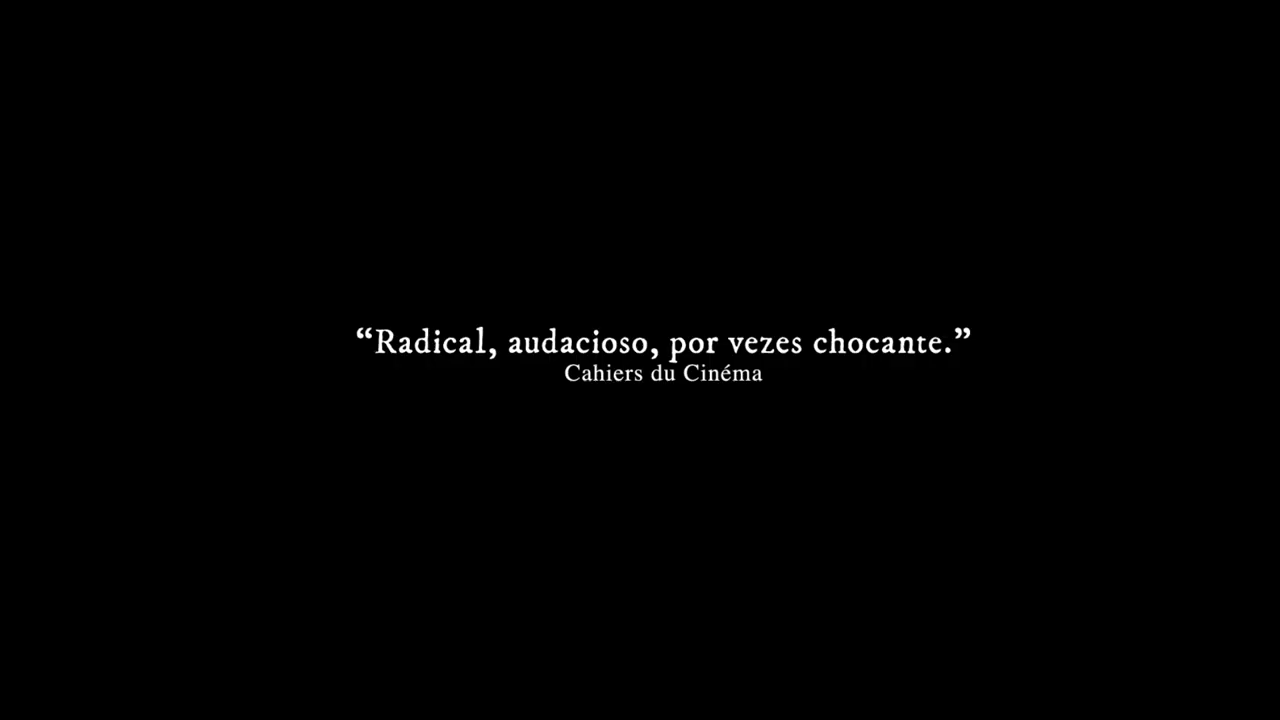 “Radical, audacioso, por vezes chocante.”
Cahiers du Cinéma